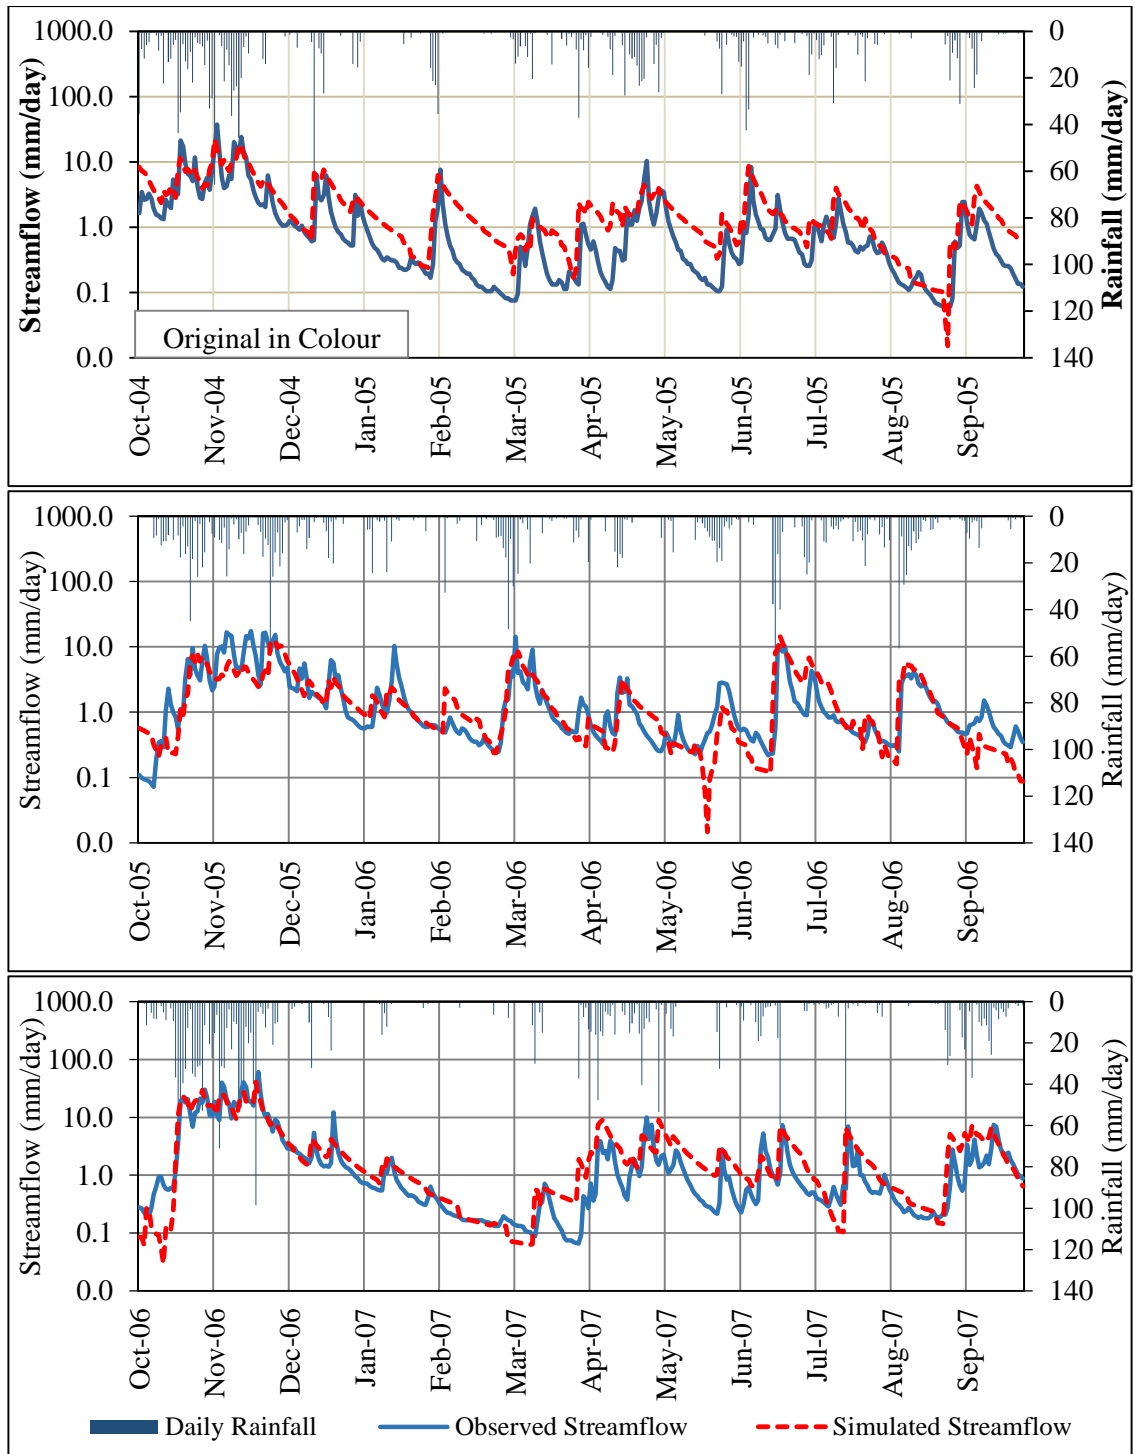 Streamflow (mm/day)
1000.0
100.0
10.0
1.0
0.1
0.0
Original in Colour
0
20
40
60
80
100
120
140
Rainfall (mm/day)
Oct-04
Nov-04
Dec-04
Jan-05
Feb-05
Mar-05
Apr-05
May-05
Jun-05
Jul-05
Aug-05
Sep-05
Streamflow (mm/day)
1000.0
100.0
10.0
1.0
0.1
0.0
0
20
40
60
80
100
120
140
Rainfall (mm/day)
Oct-05
Nov-05
Dec-05
Jan-06
Feb-06
Mar-06
Apr-06
May-06
Jun-06
Jul-06
Aug-06
Sep-06
Streamflow (mm/day)
1000.0
100.0
10.0
1.0
0.1
0.0
0
20
40
60
80
100
120
140
Rainfall (mm/day)
Oct-06
Nov-06
Dec-06
Jan-07
Feb-07
Mar-07
Apr-07
May-07
Jun-07
Jul-07
Aug-07
Sep-07
Daily Rainfall
Observed Streamflow
Simulated Streamflow